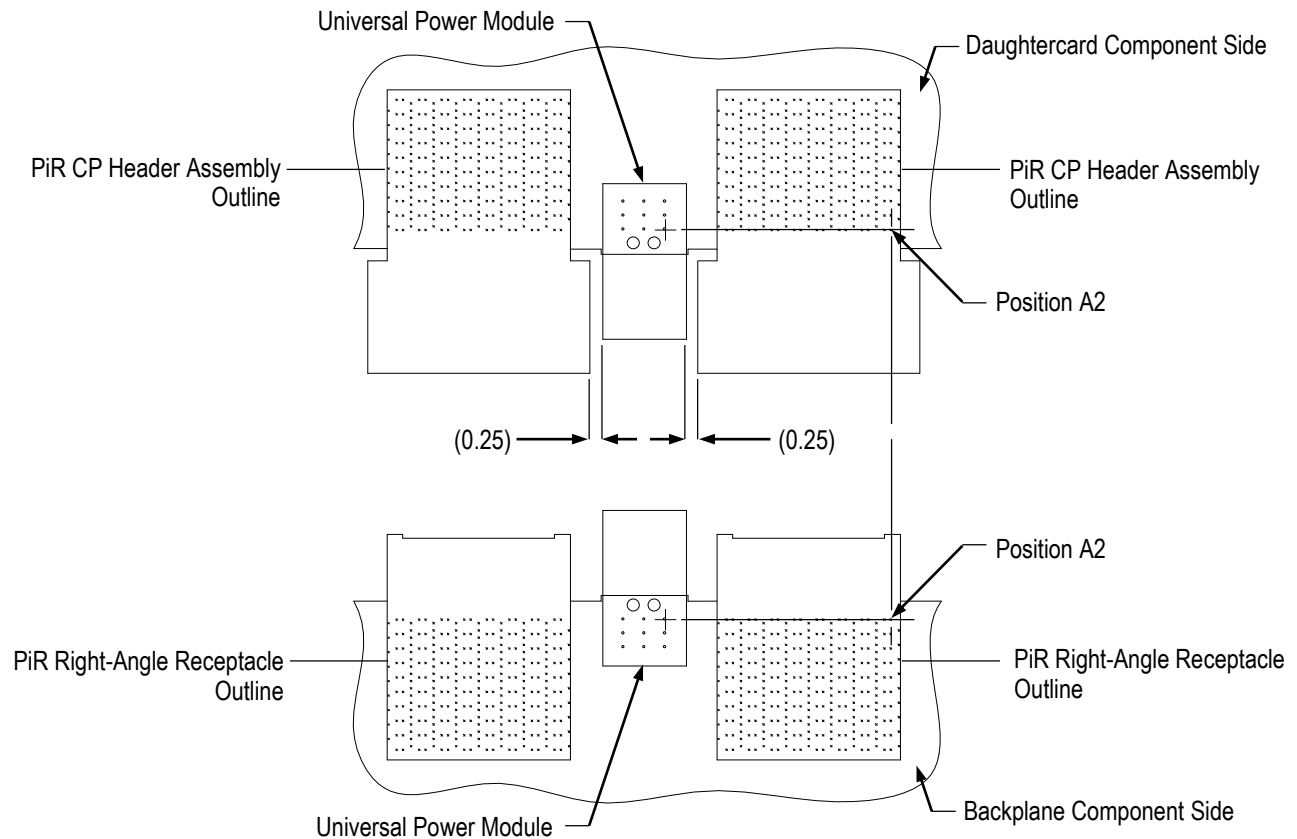 Universal Power Module
Daughtercard Component Side
PiR CP Header Assembly
Outline
PiR CP Header Assembly
Outline
Position A2
(0.25)
(0.25)
Position A2
PiR Right-Angle Receptacle
Outline
PiR Right-Angle Receptacle
Outline
Backplane Component Side
Universal Power Module